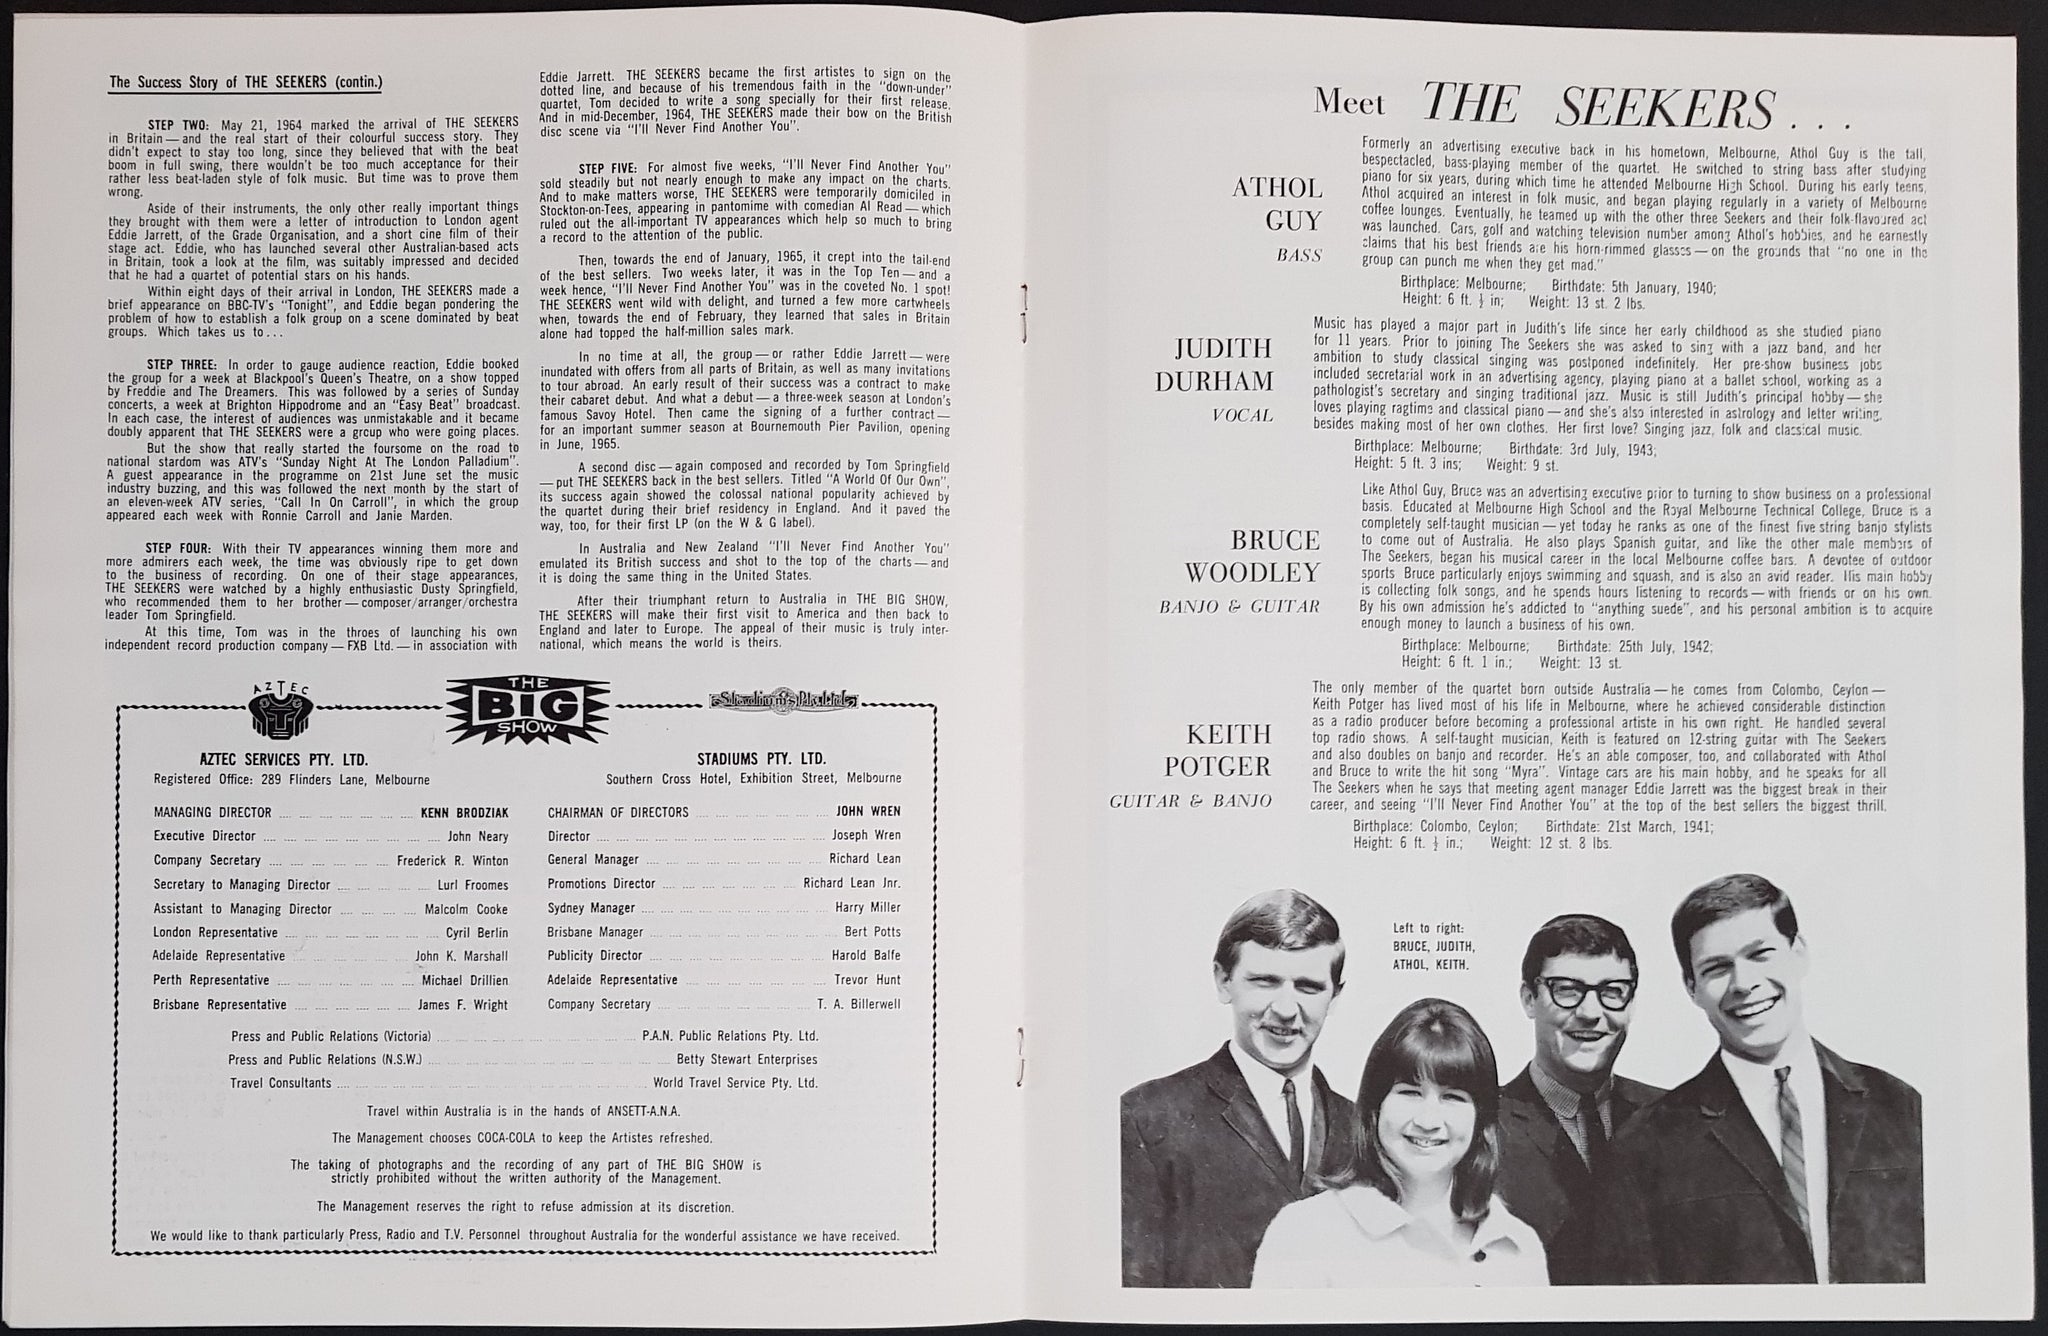 The Success Story of THE SEEKERS (contin.)
STEP TWO: May 21, 1964 marked the arrival of THE SEEKERS
in Britain — and the real start of their colourful success story. They
didn't expect to stay too long, since they believed that with the beat
boom in full swing, there wouldn't be too much acceptance for their
rather less beat-laden style of folk music. But time was to prove them
wrong.
Aside of their instruments, the only other really important things
they brought with them were a letter of introduction to London agent
Eddie Jarrett, of the Grade Organisation, and a short cine film of their
stage act. Eddie, who has launched several other Australian-based acts
in Britain, took a look at the film, was suitably impressed and decided
that he had a quartet of potential stars on his hands.
Within eight days of their arrival in London, THE SEEKERS made a
brief appearance on BBC-TV's "Tonight", and Eddie began pondering the
problem of how to establish a folk group on a scene dominated by beat
groups. Which takes us to . . .
STEP THREE: In order to gauge audience reaction, Eddie booked
the group for a week at Blackpool's Queen's Theatre, on a show topped
by Freddie and The Dreamers. This was followed by a series of Sunday
concerts, a week at Brighton Hippodrome and an "Easy Beat" broadcast.
In each case, the interest of audiences was unmistakable and it became
doubly apparent that THE SEEKERS were a group who were going places.
But the show that really started the foursome on the road to
national stardom was ATV's "Sunday Night At The London Palladium".
A guest appearance in the programme on 21st June set the music
industry buzzing, and this was followed the next month by the start of
an eleven-week ATV series, "Call In On Carroll", in which the group
appeared each week with Ronnie Carroll and Janie Marden.
STEP FOUR: With their TV appearances winning them more and
more admirers each week, the time was obviously ripe to get down
to the business of recording. On one of their stage appearances,
THE SEEKERS were watched by a highly enthusiastic Dusty Springfield,
who recommended them to her brother — composer/arranger/orchestra
leader Tom Springfield.
At this time, Tom was in the throes of launching his own
independent record production company — FXB Ltd. — in association with
Eddie Jarrett. THE SEEKERS became the first artistes to sign on the
dotted line, and because of his tremendous faith in the "down-under"
quartet, Tom decided to write a song specially for their first release.
And in mid-December, 1964, THE SEEKERS made their bow on the British
disc scene via "I'll Never Find Another You".
STEP FIVE: For almost five weeks, "I'll Never Find Another You"
sold steadily but not nearly enough to make any impact on the charts.
And to make matters worse, THE SEEKERS were temporarily domiciled in
Stockton-on-Tees, appearing in pantomime with comedian Al Read — which
ruled out the all-important TV appearances which help so much to bring
a record to the attention of the public.
Then, towards the end of January, 1965, it crept into the tail-end
of the best sellers. Two weeks later, it was in the Top Ten — and a
week hence, "I'll Never Find Another You" was in the coveted No. 1 spot!
THE SEEKERS went wild with delight, and turned a few more cartwheels
when, towards the end of February, they learned that sales in Britain
alone had topped the half-million sales mark.
In no time at all, the group — or rather Eddie Jarrett — were
inundated with offers from all parts of Britain, as well as many invitations
to tour abroad. An early result of their success was a contract to make
their cabaret debut. And what a debut — a three-week season at London's
famous Savoy Hotel. Then came the signing of a further contract —
for an important summer season at Bournemouth Pier Pavilion, opening
in June, 1965.
A second disc — again composed and recorded by Tom Springfield
— put THE SEEKERS back in the best sellers. Titled "A World Of Our Own",
its success again showed the colossal national popularity achieved by
the quartet during their brief residency in England. And it paved the
way, too, for their first LP (on the W & G label).
In Australia and New Zealand "I'll Never Find Another You"
emulated its British success and shot to the top of the charts — and
it is doing the same thing in the United States.
After their triumphant return to Australia in THE BIG SHOW,
THE SEEKERS will make their first visit to America and then back to
England and later to Europe. The appeal of their music is truly inter-
national, which means the world is theirs.
AZTEC
THE
BIG
SHOW
Stadiums Pty. Ltd.
AZTEC SERVICES PTY. LTD.
Registered Office: 289 Flinders Lane, Melbourne
MANAGING DIRECTOR KENN BRODZIAK
Executive Director John Neary
Company Secretary Frederick R. Winton
Secretary to Managing Director Lurl Froomes
Assistant to Managing Director Malcolm Cooke
London Representative Cyril Berlin
Adelaide Representative John K. Marshall
Perth Representative Michael Drillien
Brisbane Representative James F. Wright
STADIUMS PTY. LTD.
Southern Cross Hotel, Exhibition Street, Melbourne
CHAIRMAN OF DIRECTORS JOHN WREN
Director Joseph Wren
General Manager Richard Lean
Promotions Director Richard Lean Jnr.
Sydney Manager Harry Miller
Brisbane Manager Bert Potts
Publicity Director Harold Balfe
Adelaide Representative Trevor Hunt
Company Secretary T. A. Billerwell
Press and Public Relations (Victoria) P.A.N. Public Relations Pty. Ltd.
Press and Public Relations (N.S.W.) Betty Stewart Enterprises
Travel Consultants World Travel Service Pty. Ltd.
Travel within Australia is in the hands of ANSETT-A.N.A.
The Management chooses COCA-COLA to keep the Artistes refreshed.
The taking of photographs and the recording of any part of THE BIG SHOW is
strictly prohibited without the written authority of the Management.
The Management reserves the right to refuse admission at its discretion.
We would like to thank particularly Press, Radio and T.V. Personnel throughout Australia for the wonderful assistance we have received.
Meet THE SEEKERS . . .
ATHOL
GUY
BASS
Formerly an advertising executive back in his hometown, Melbourne, Athol Guy is the tall,
bespectacled, bass-playing member of the quartet. He switched to string bass after studying
piano for six years, during which time he attended Melbourne High School. During his early teens,
Athol acquired an interest in folk music, and began playing regularly in a variety of Melbourne
coffee lounges. Eventually, he teamed up with the other three Seekers and their folk-flavoured act
was launched. Cars, golf and watching television number among Athol's hobbies, and he earnestly
claims that his best friends are his horn-rimmed glasses — on the grounds that "no one in the
group can punch me when they get mad."
Birthplace: Melbourne; Birthdate: 5th January, 1940;
Height: 6 ft. ½ in; Weight: 13 st. 2 lbs.
JUDITH
DURHAM
VOCAL
Music has played a major part in Judith's life since her early childhood as she studied piano
for 11 years. Prior to joining The Seekers she was asked to sing with a jazz band, and her
ambition to study classical singing was postponed indefinitely. Her pre-show business jobs
included secretarial work in an advertising agency, playing piano at a ballet school, working as a
pathologist's secretary and singing traditional jazz. Music is still Judith's principal hobby — she
loves playing ragtime and classical piano — and she's also interested in astrology and letter writing,
besides making most of her own clothes. Her first love? Singing jazz, folk and classical music.
Birthplace: Melbourne; Birthdate: 3rd July, 1943;
Height: 5 ft. 3 ins; Weight: 9 st.
BRUCE
WOODLEY
BANJO & GUITAR
Like Athol Guy, Bruce was an advertising executive prior to turning to show business on a professional
basis. Educated at Melbourne High School and the Royal Melbourne Technical College, Bruce is a
completely self-taught musician — yet today he ranks as one of the finest five string banjo stylists
to come out of Australia. He also plays Spanish guitar, and like the other male members of
The Seekers, began his musical career in the local Melbourne coffee bars. A devotee of outdoor
sports Bruce particularly enjoys swimming and squash, and is also an avid reader. His main hobby
is collecting folk songs, and he spends hours listening to records — with friends or on his own.
By his own admission he's addicted to "anything suede", and his personal ambition is to acquire
enough money to launch a business of his own.
Birthplace: Melbourne; Birthdate: 25th July, 1942;
Height: 6 ft. 1 in.; Weight: 13 st.
KEITH
POTGER
GUITAR & BANJO
The only member of the quartet born outside Australia — he comes from Colombo, Ceylon —
Keith Potger has lived most of his life in Melbourne, where he achieved considerable distinction
as a radio producer before becoming a professional artiste in his own right. He handled several
top radio shows. A self-taught musician, Keith is featured on 12-string guitar with The Seekers
and also doubles on banjo and recorder. He's an able composer, too, and collaborated with Athol
and Bruce to write the hit song "Myra". Vintage cars are his main hobby, and he speaks for all
The Seekers when he says that meeting agent manager Eddie Jarrett was the biggest break in their
career, and seeing "I'll Never Find Another You" at the top of the best sellers the biggest thrill.
Birthplace: Colombo, Ceylon; Birthdate: 21st March, 1941;
Height: 6 ft. ½ in.; Weight: 12 st. 8 lbs.
Left to right:
BRUCE, JUDITH,
ATHOL, KEITH.